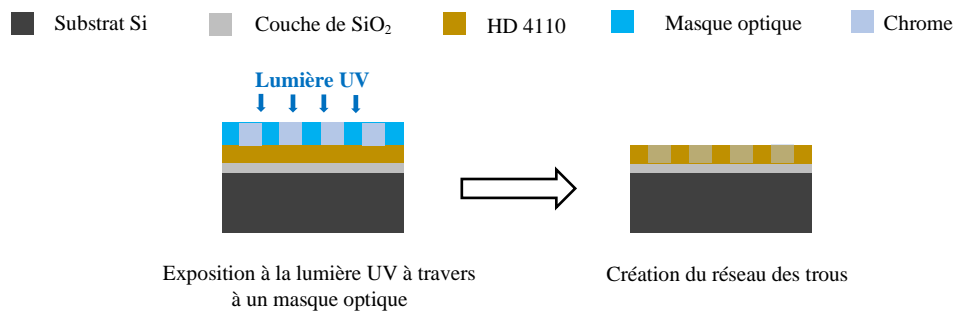 Substrat Si Couche de SiO₂ HD 4110 Masque optique Chrome
Lumière UV
Exposition à la lumière UV à travers
à un masque optique
Création du réseau des trous